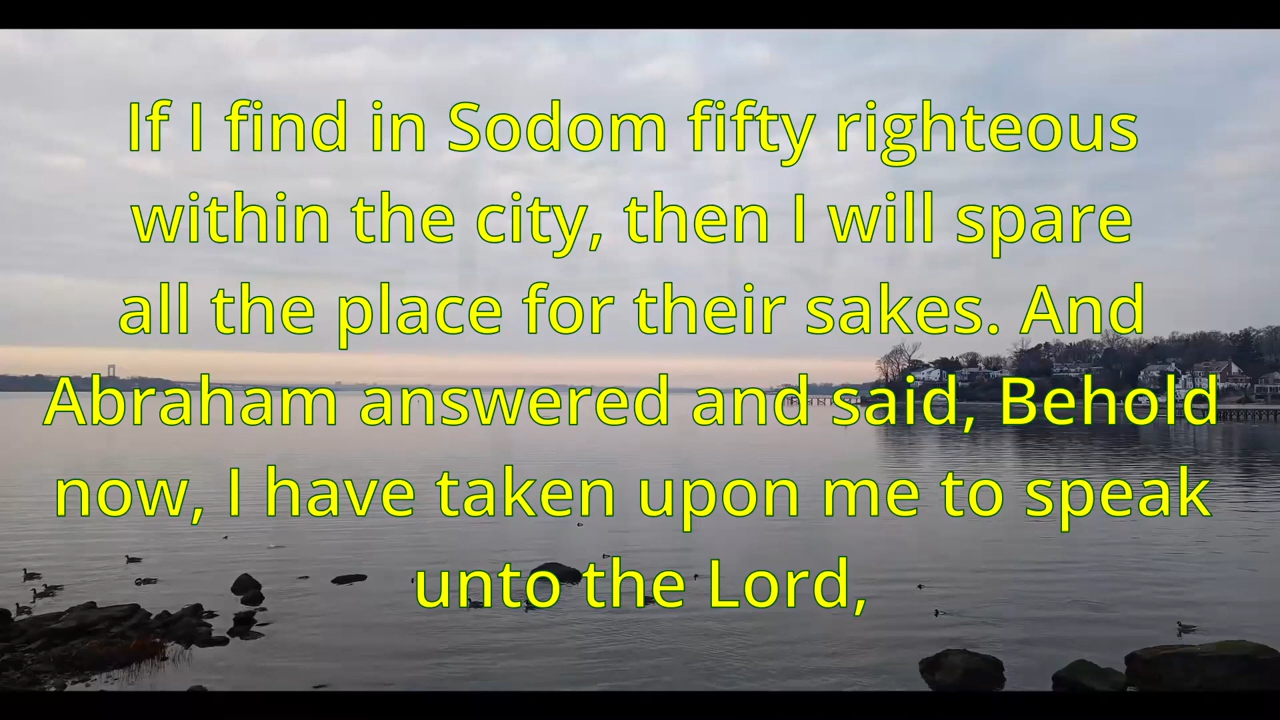 If I find in Sodom fifty righteous
within the city, then I will spare
all the place for their sakes. And
Abraham answered and said, Behold
now, I have taken upon me to speak
unto the Lord,